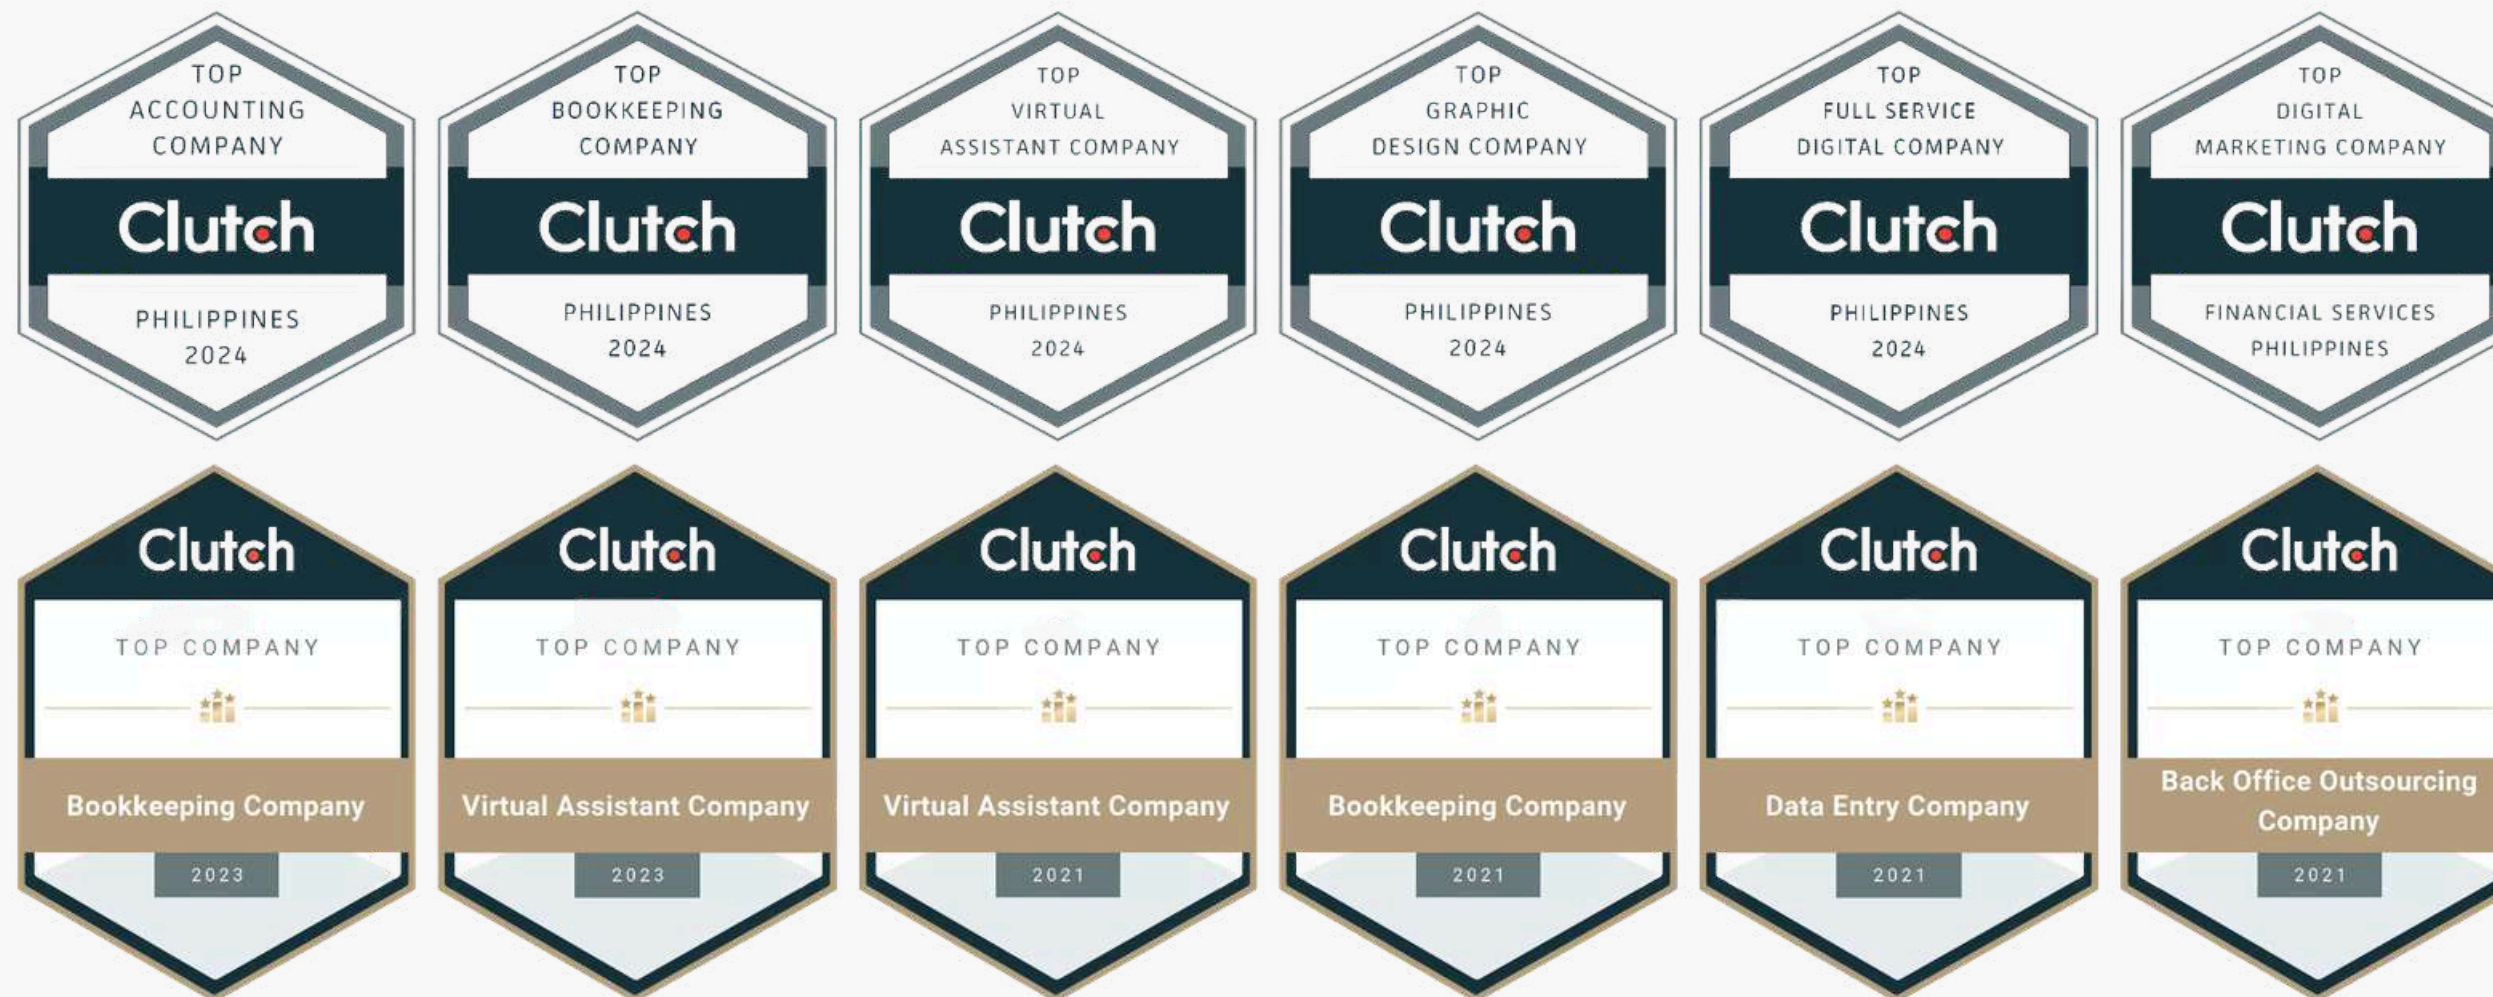 TOP
ACCOUNTING
COMPANY
Clutch
PHILIPPINES
2024
TOP
BOOKKEEPING
COMPANY
Clutch
PHILIPPINES
2024
TOP
VIRTUAL
ASSISTANT COMPANY
Clutch
PHILIPPINES
2024
TOP
GRAPHIC
DESIGN COMPANY
Clutch
PHILIPPINES
2024
TOP
FULL SERVICE
DIGITAL COMPANY
Clutch
PHILIPPINES
2024
TOP
DIGITAL
MARKETING COMPANY
Clutch
FINANCIAL SERVICES
PHILIPPINES
Clutch
TOP COMPANY
Bookkeeping Company
2023
Clutch
TOP COMPANY
Virtual Assistant Company
2023
Clutch
TOP COMPANY
Virtual Assistant Company
2021
Clutch
TOP COMPANY
Bookkeeping Company
2021
Clutch
TOP COMPANY
Data Entry Company
2021
Clutch
TOP COMPANY
Back Office Outsourcing
Company
2021